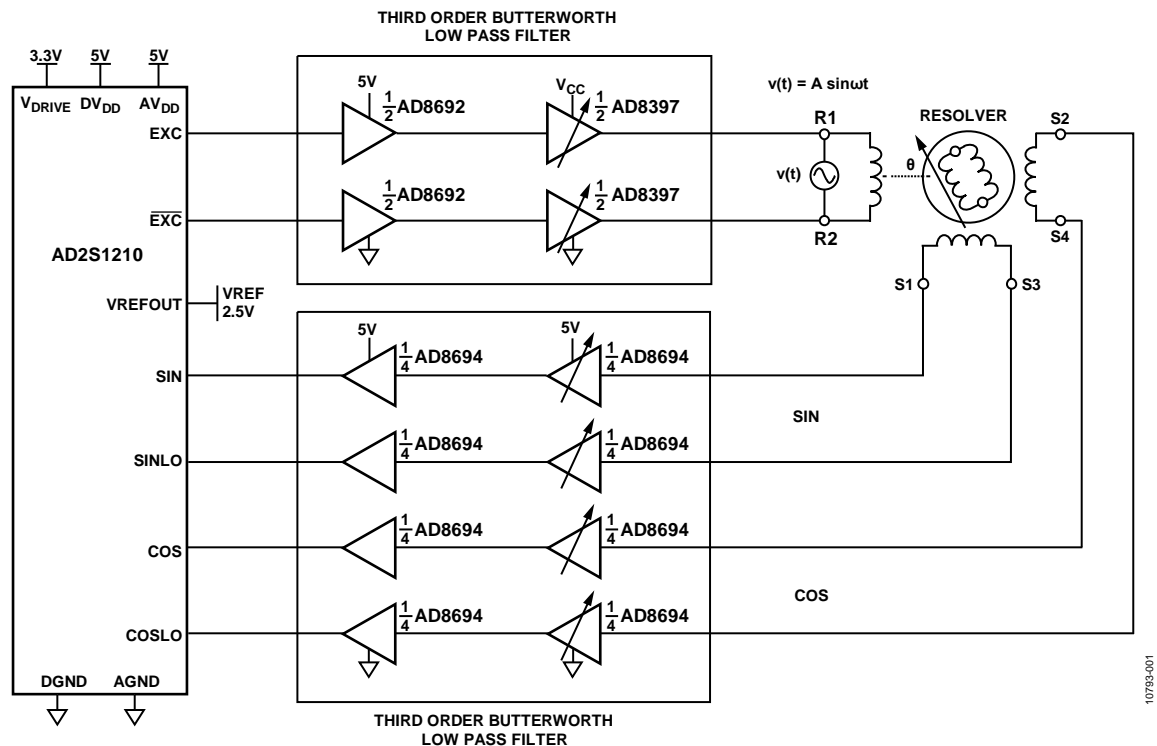 THIRD ORDER BUTTERWORTH
LOW PASS FILTER
3.3V 5V 5V
VDRIVE DVDD AVDD
EXC
EXC
AD2S1210
VREFOUT
VREF
2.5V
SIN
SINLO
COS
COSLO
DGND AGND
5V
1/2 AD8692
VCC
1/2 AD8397
1/2 AD8692
1/2 AD8397
v(t) = A sinωt
R1
v(t)
R2
RESOLVER
θ
S2
S4
S1 S3
5V
1/4 AD8694
5V
1/4 AD8694
SIN
1/4 AD8694
1/4 AD8694
1/4 AD8694
1/4 AD8694
COS
1/4 AD8694
1/4 AD8694
THIRD ORDER BUTTERWORTH
LOW PASS FILTER
10793-001